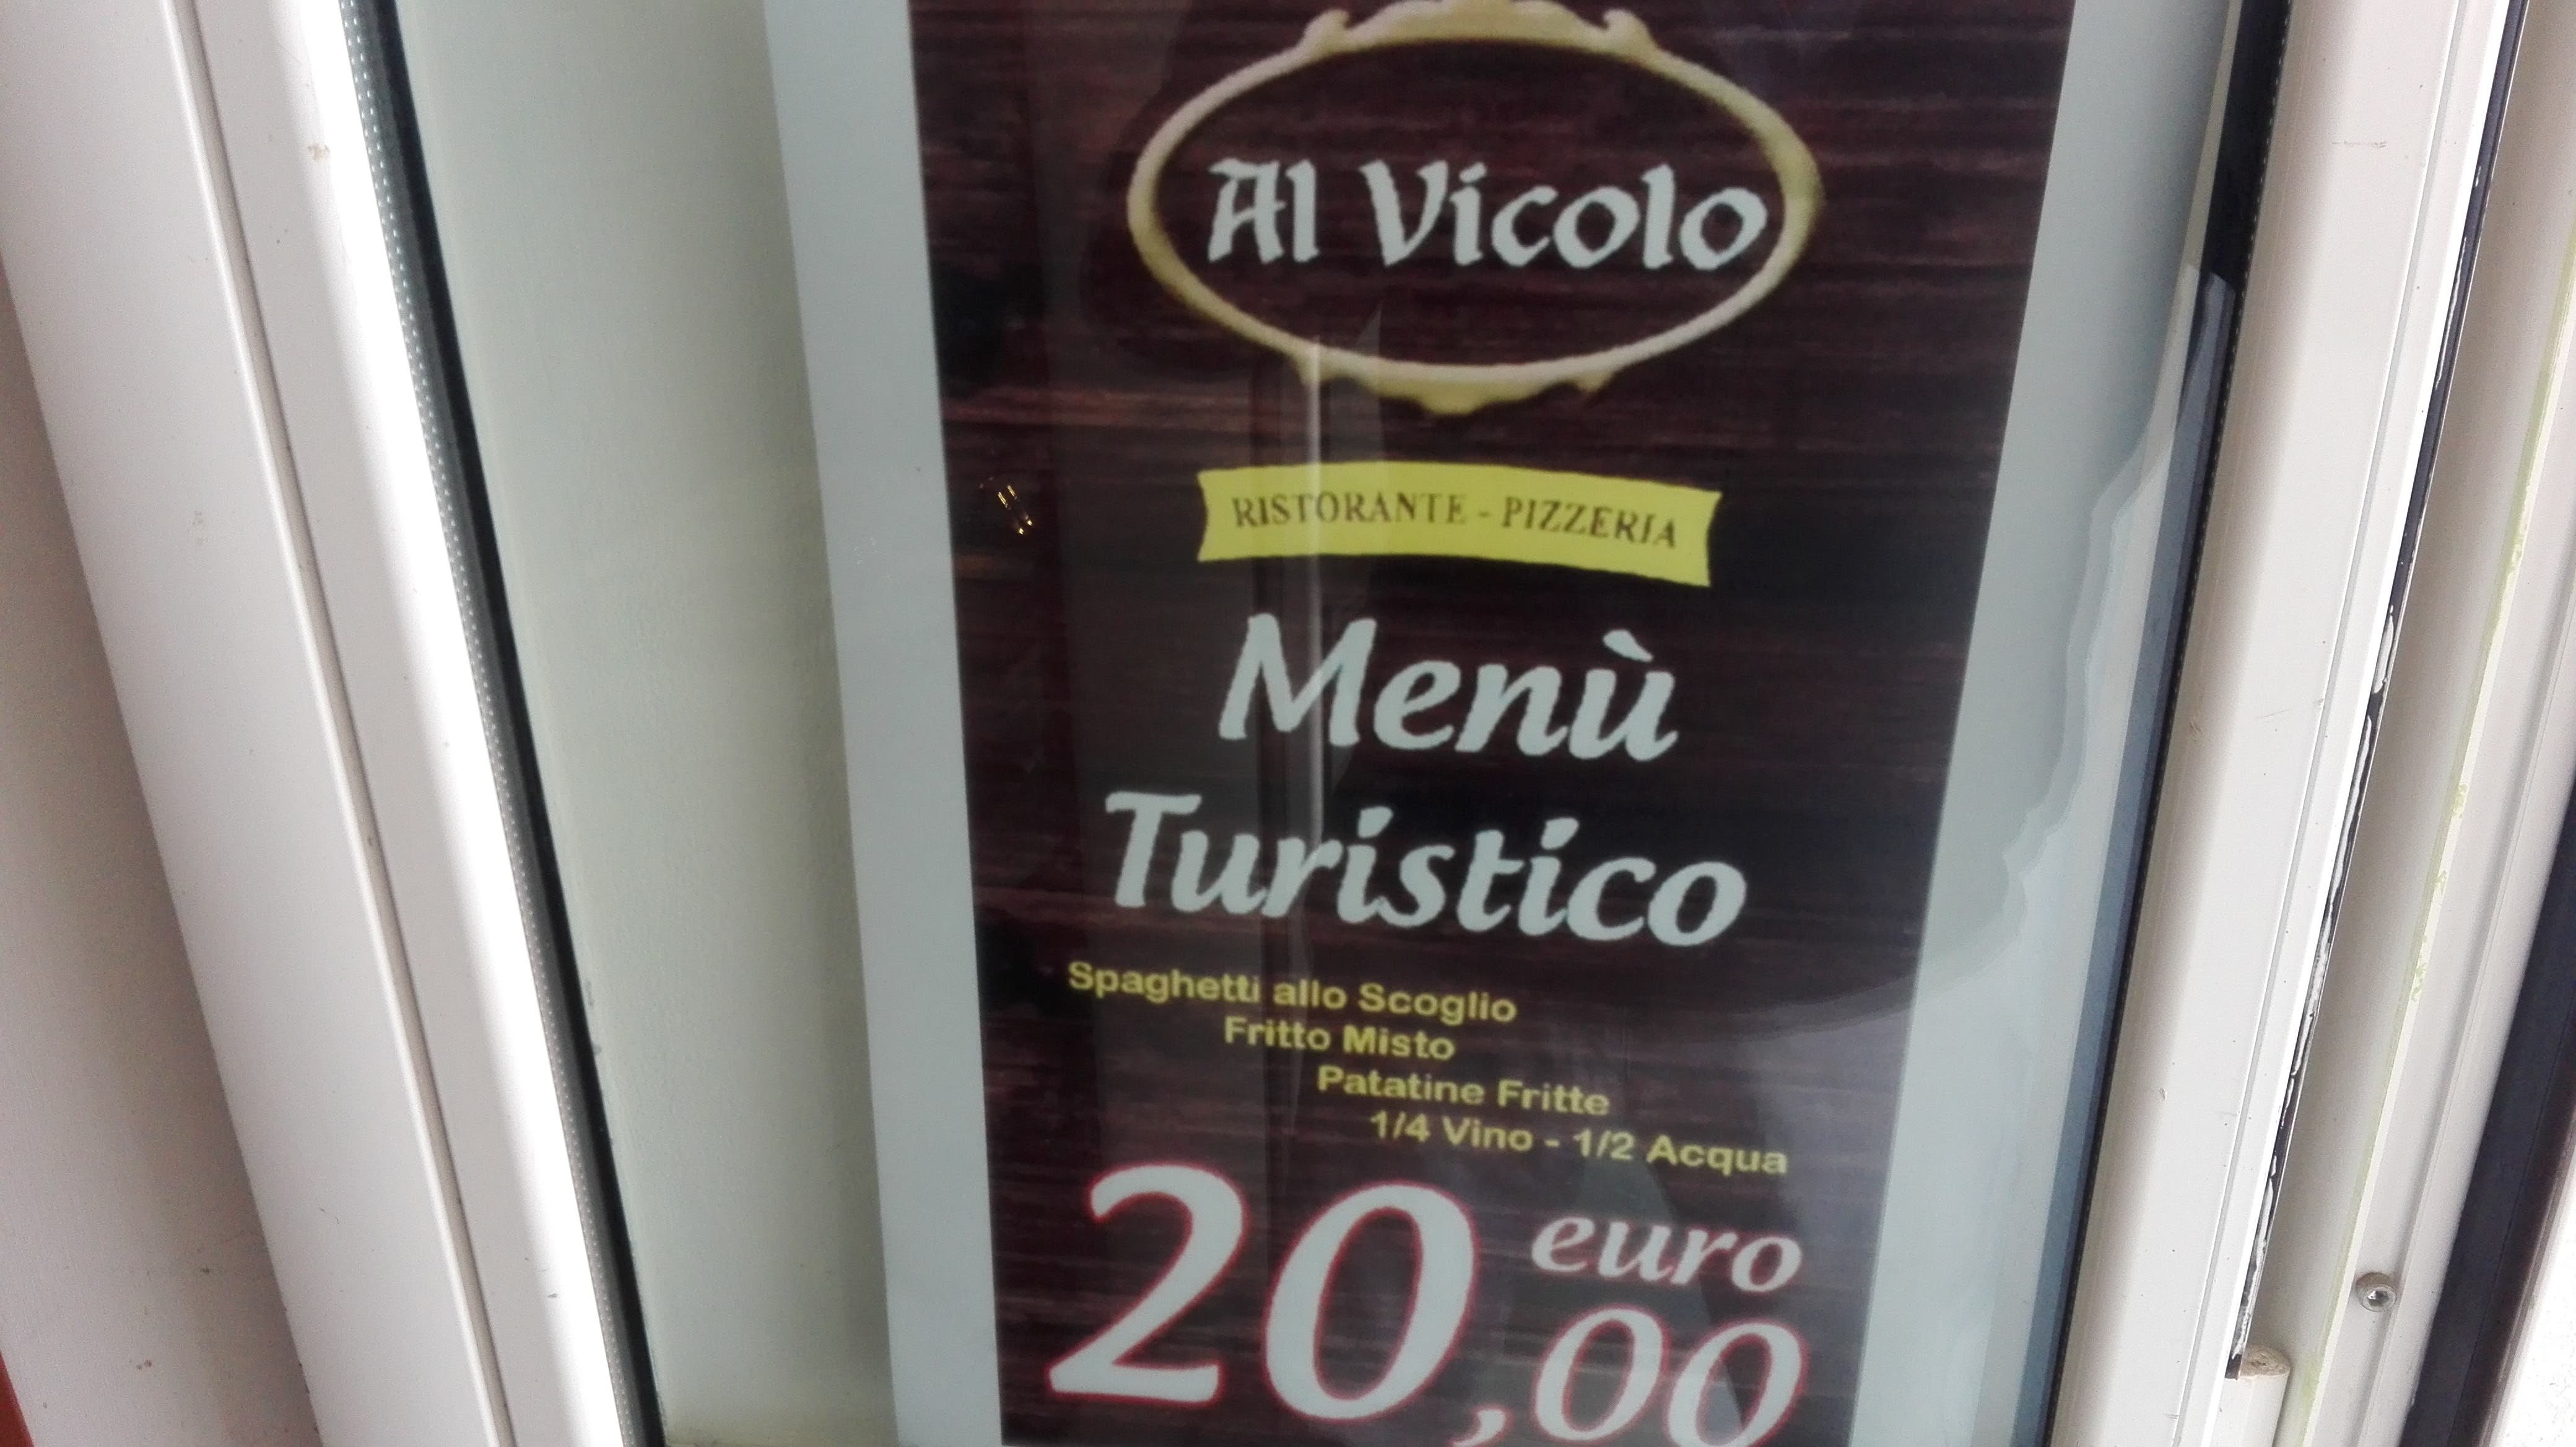 Al Vicolo
RISTORANTE - PIZZERIA
Menù
Turistico
Spaghetti allo Scoglio
Fritto Misto
Patatine Fritte
1/4 Vino - 1/2 Acqua
20,00 euro